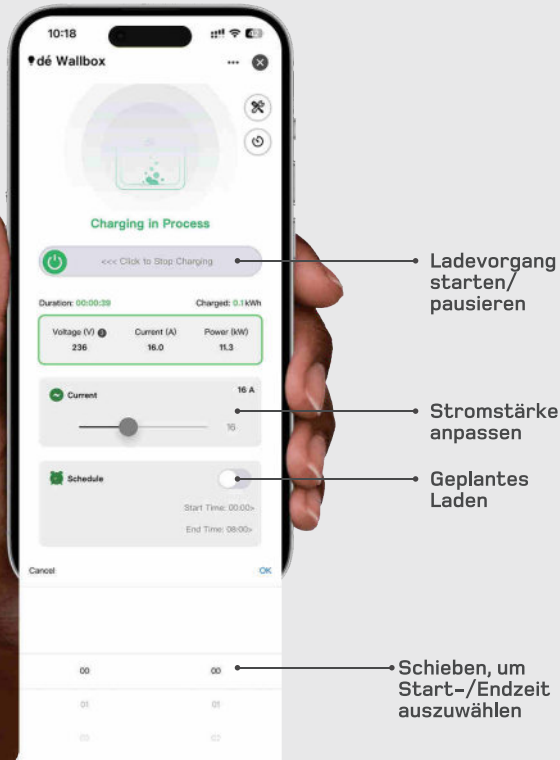 10:18
42
dé Wallbox
Charging in Process
<<< Click to Stop Charging
Duration: 00:00:39
Charged: 0.1 kWh
Voltage (V)
Current (A)
Power (kW)
236
16.0
11.3
Current
16 A
16
Schedule
Start Time: 00:00>
End Time: 08:00>
Cancel
OK
00
00
01
01
02
02
Ladevorgang
starten/
pausieren
Stromstärke
anpassen
Geplantes
Laden
Schieben, um
Start-/Endzeit
auszuwählen